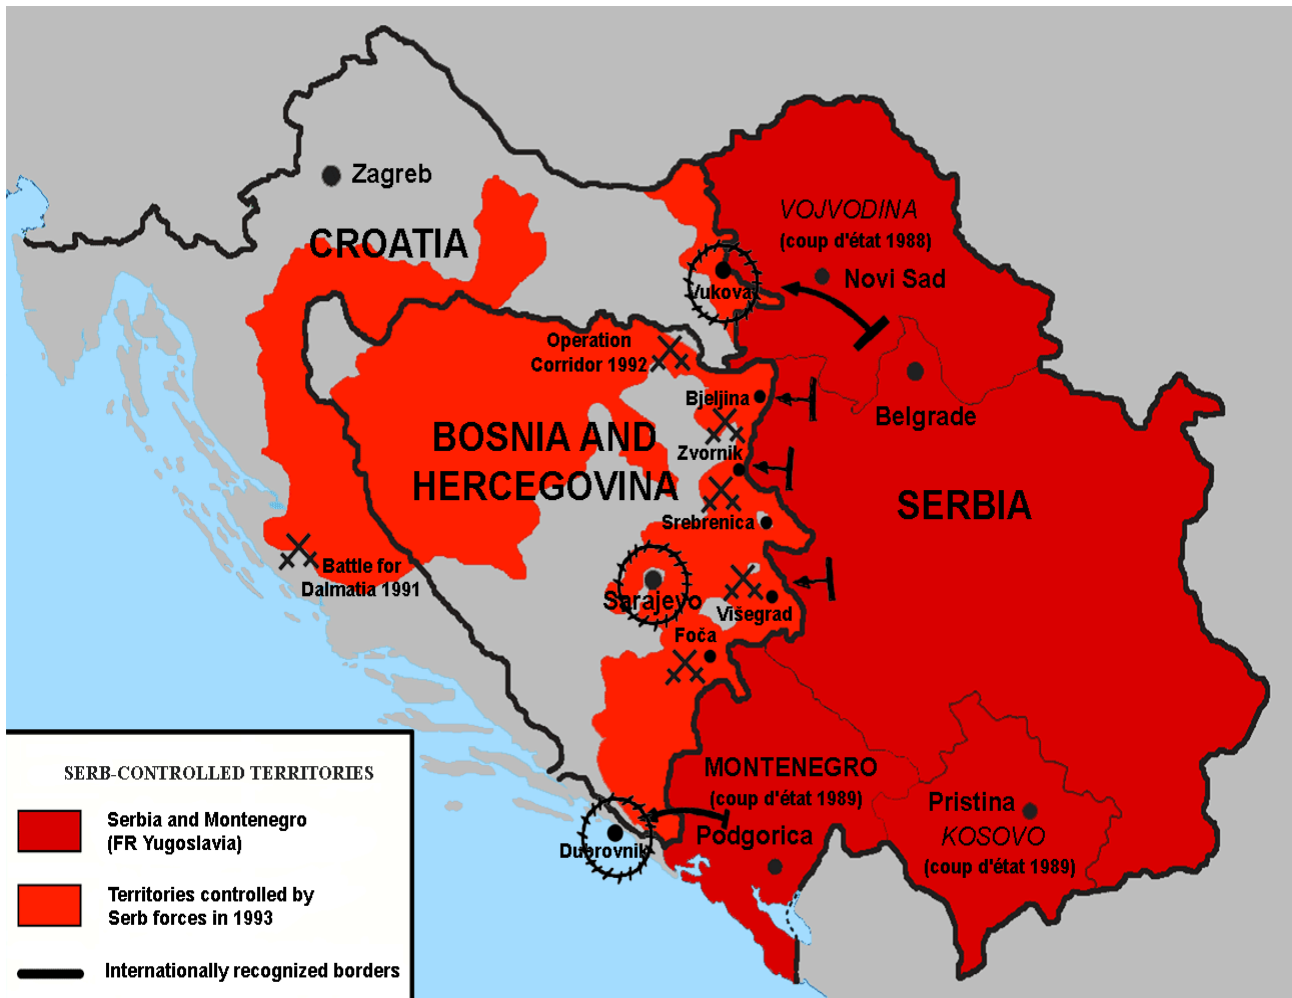 Zagreb
CROATIA
VOJVODINA
(coup d'état 1988)
Novi Sad
Vukova
Operation
Corridor 1992
Belgrade
Bjeljina
BOSNIA AND
HERCEGOVINA
Zvornik
SERBIA
Srebrenica
Battle for
Dalmatia 1991
Sarajevo
Višegrad
Foča
MONTENEGRO
(coup d'état 1989)
Podgorica
Pristina
KOSOVO
(coup d'état 1989)
Dubrovnik
SERB-CONTROLLED TERRITORIES
Serbia and Montenegro
(FR Yugoslavia)
Territories controlled by
Serb forces in 1993
Internationally recognized borders